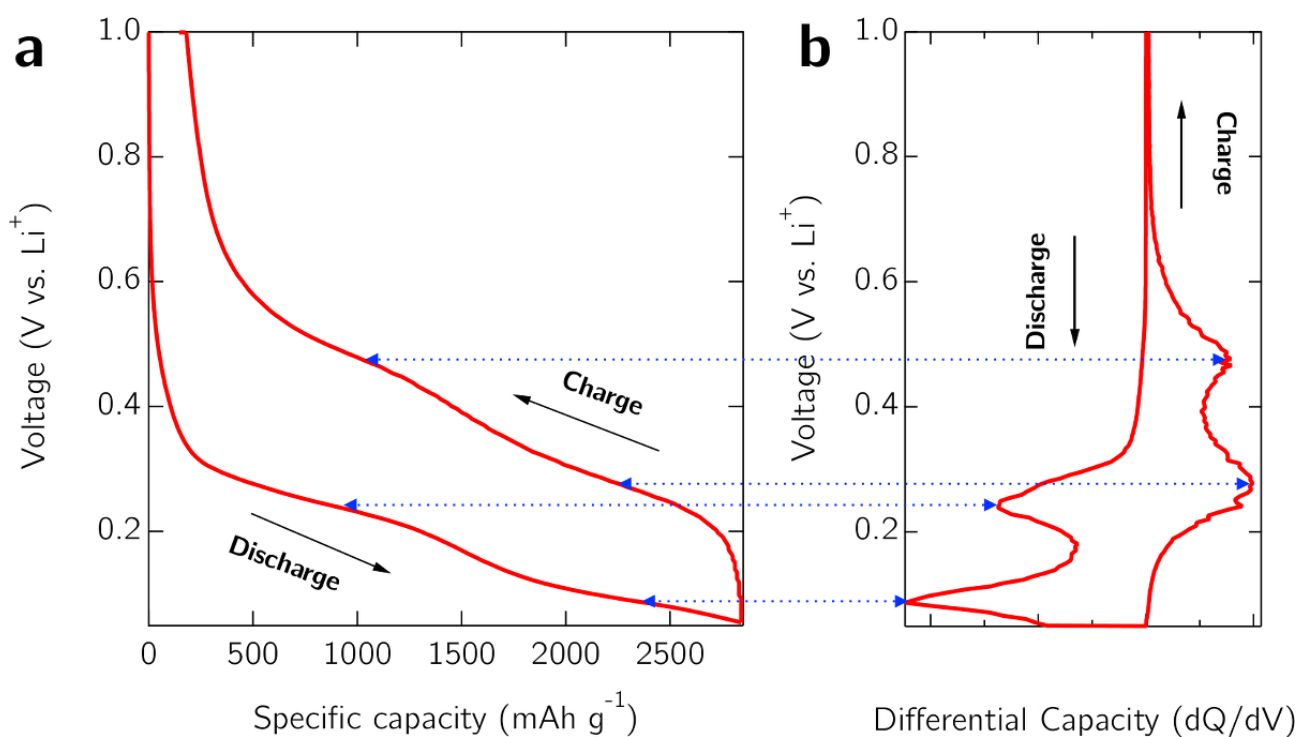 a
1.0
0.8
0.6
0.4
0.2
Voltage (V vs. Li+)
Charge
Discharge
0 500 1000 1500 2000 2500
Specific capacity (mAh g-1)
b
1.0
0.8
0.6
0.4
0.2
Voltage (V vs. Li+)
Charge
Discharge
Differential Capacity (dQ/dV)